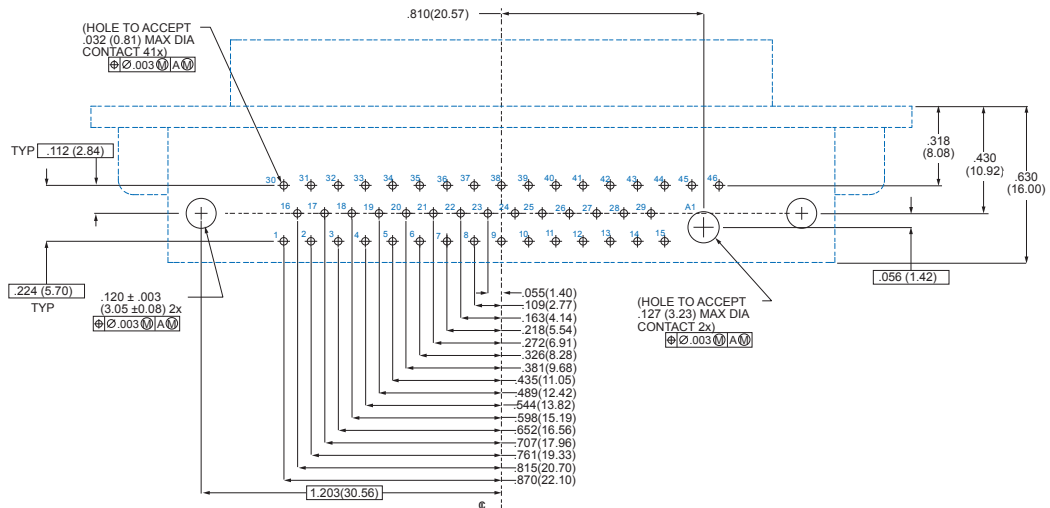 .810(20.57)
(HOLE TO ACCEPT
.032 (0.81) MAX DIA
CONTACT 41x)
⌖ Ø.003 Ⓜ A Ⓜ
.318
(8.08)
.430
(10.92)
.630
(16.00)
TYP .112 (2.84)
30 31 32 33 34 35 36 37 38 39 40 41 42 43 44 45 46
16 17 18 19 20 21 22 23 24 25 26 27 28 29 A1
1 2 3 4 5 6 7 8 9 10 11 12 13 14 15
.224 (5.70)
TYP
.120 ± .003
(3.05 ±0.08) 2x
⌖ Ø.003 Ⓜ A Ⓜ
.056 (1.42)
(HOLE TO ACCEPT
.127 (3.23) MAX DIA
CONTACT 2x)
⌖ Ø.003 Ⓜ A Ⓜ
.055(1.40)
.109(2.77)
.163(4.14)
.218(5.54)
.272(6.91)
.326(8.28)
.381(9.68)
.435(11.05)
.489(12.42)
.544(13.82)
.598(15.19)
.652(16.56)
.707(17.96)
.761(19.33)
.815(20.70)
.870(22.10)
1.203(30.56)
℄